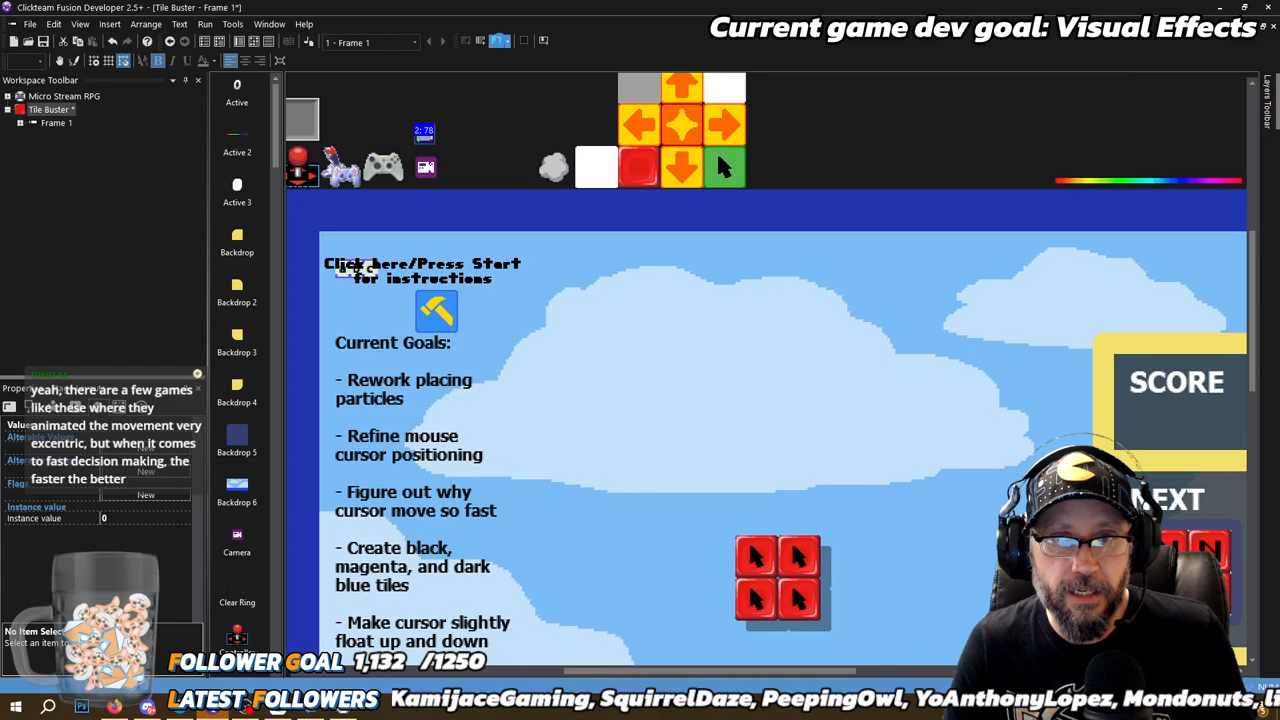 Clickteam Fusion Developer 2.5+ - [Tile Buster - Frame 1*]
Current game dev goal: Visual Effects
File Edit View Insert Arrange Text Run Tools Window Help
1 - Frame 1
Workspace Toolbar
Micro Stream RPG
Tile Buster *
Frame 1
Active
Active 2
Active 3
Backdrop
Backdrop 2
Backdrop 3
Backdrop 4
Backdrop 5
Backdrop 6
Camera
Clear Ring
Layers Toolbar
2: 78
Click here/Press Start
for instructions
Current Goals:
- Rework placing
particles
- Refine mouse
cursor positioning
- Figure out why
cursor move so fast
- Create black,
magenta, and dark
blue tiles
- Make cursor slightly
float up and down
SCORE
NEXT
N
yeah, there are a few games
like these where they
animated the movement very
excentric, but when it comes
to fast decision making, the
faster the better
New
Instance value
Instance value 0
FOLLOWER GOAL 1,132 /1250
LATEST FOLLOWERS KamijaceGaming, SquirrelDaze, PeepingOwl, YoAnthonyLopez, Mondonuts,